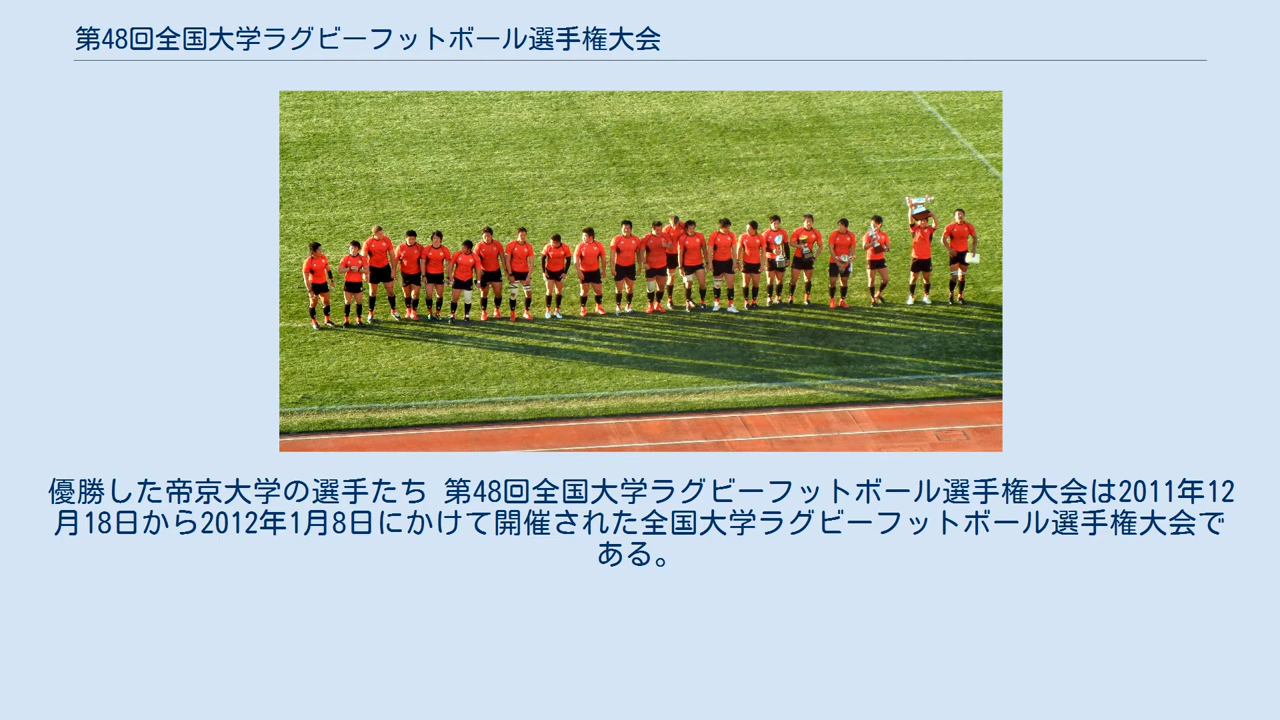 第48回全国大学ラグビーフットボール選手権大会
優勝した帝京大学の選手たち 第48回全国大学ラグビーフットボール選手権大会は2011年12
月18日から2012年1月8日にかけて開催された全国大学ラグビーフットボール選手権大会で
ある。